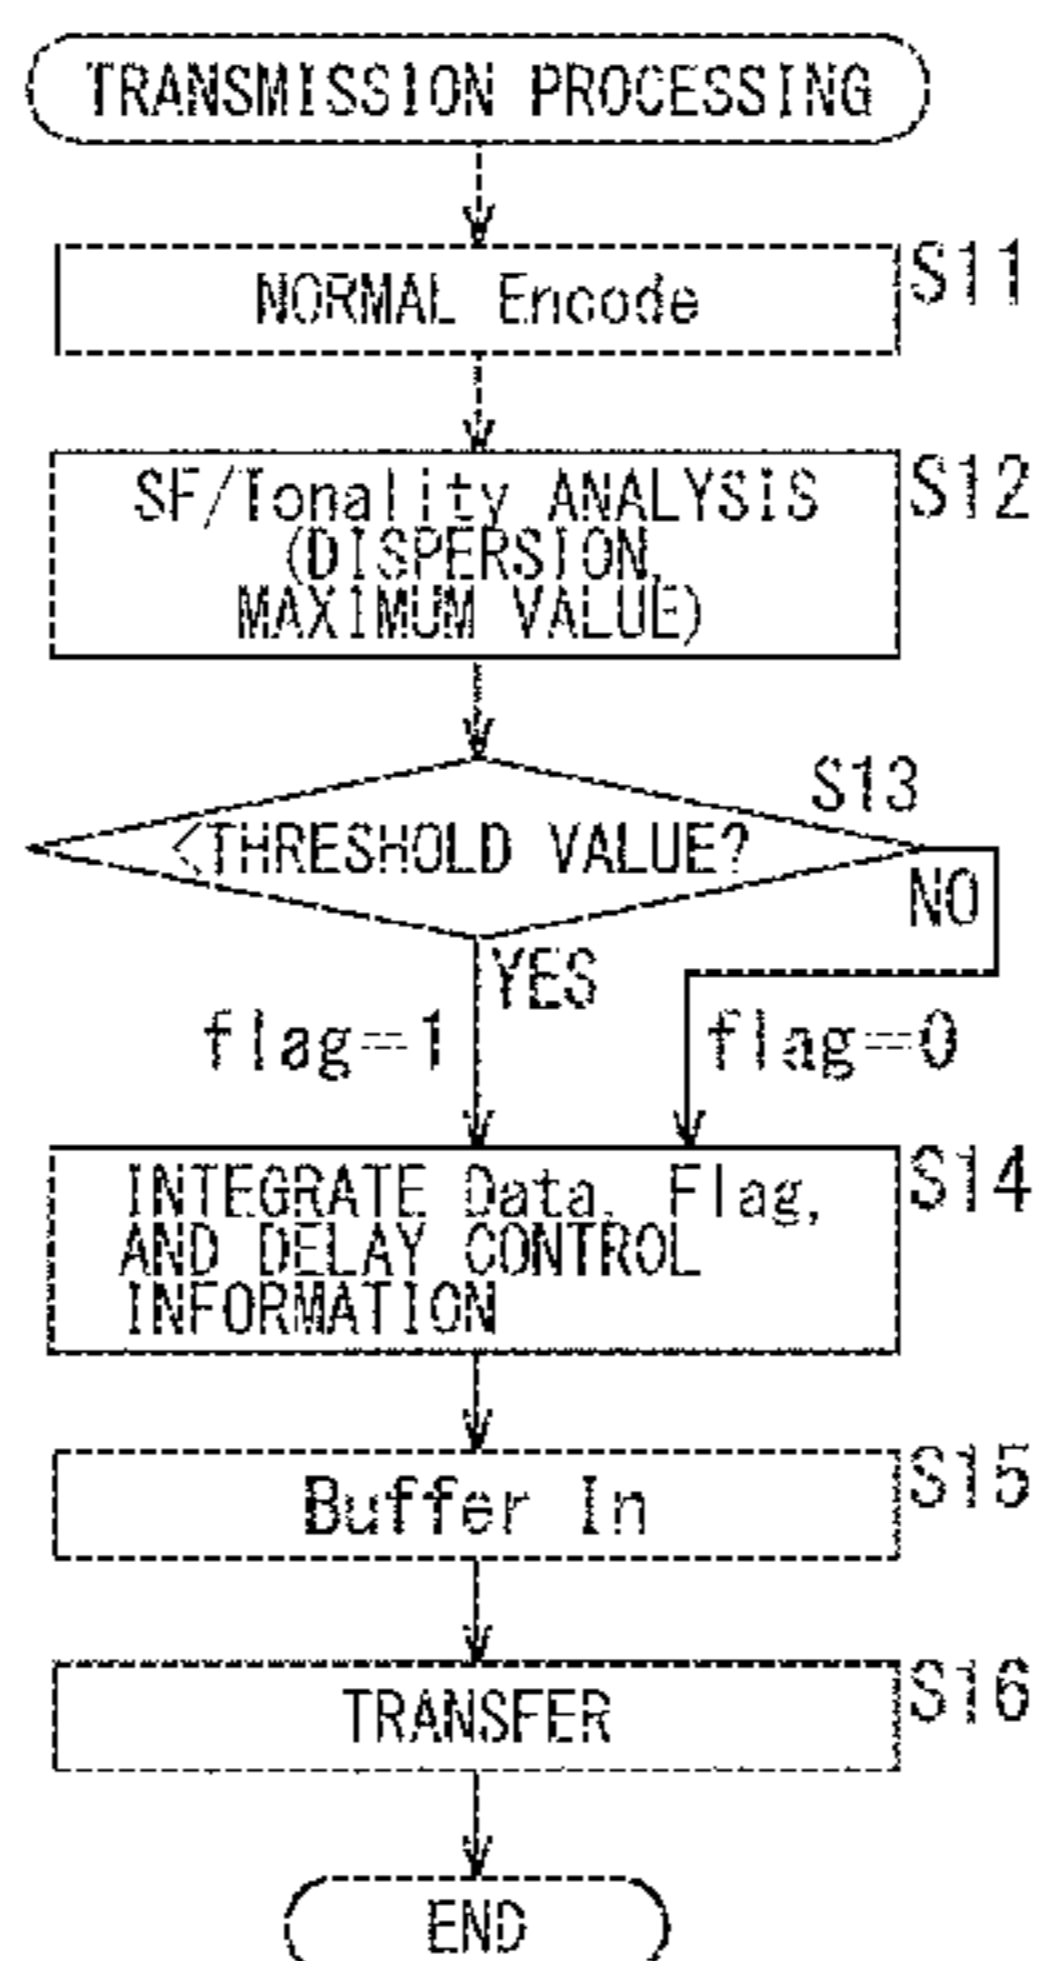 TRANSMISSION PROCESSING
NORMAL Encode
S11
SF/Tonality ANALYSIS
(DISPERSION,
MAXIMUM VALUE)
S12
<THRESHOLD VALUE?
S13
NO
YES
flag=1
flag=0
INTEGRATE Data, Flag,
AND DELAY CONTROL
INFORMATION
S14
Buffer In
S15
TRANSFER
S16
END